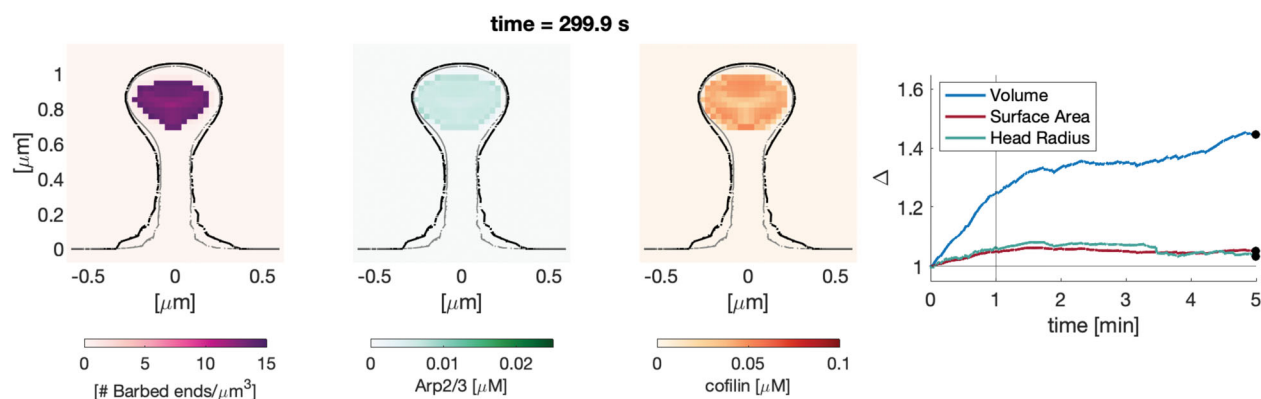 time = 299.9 s
[μm]
1
0.8
0.6
0.4
0.2
0
-0.5 0 0.5
[μm]
0 5 10 15
[# Barbed ends/μm³]
-0.5 0 0.5
[μm]
0 0.01 0.02
Arp2/3 [μM]
-0.5 0 0.5
[μm]
0 0.05 0.1
cofilin [μM]
Δ
1.6
1.4
1.2
1
Volume
Surface Area
Head Radius
0 1 2 3 4 5
time [min]